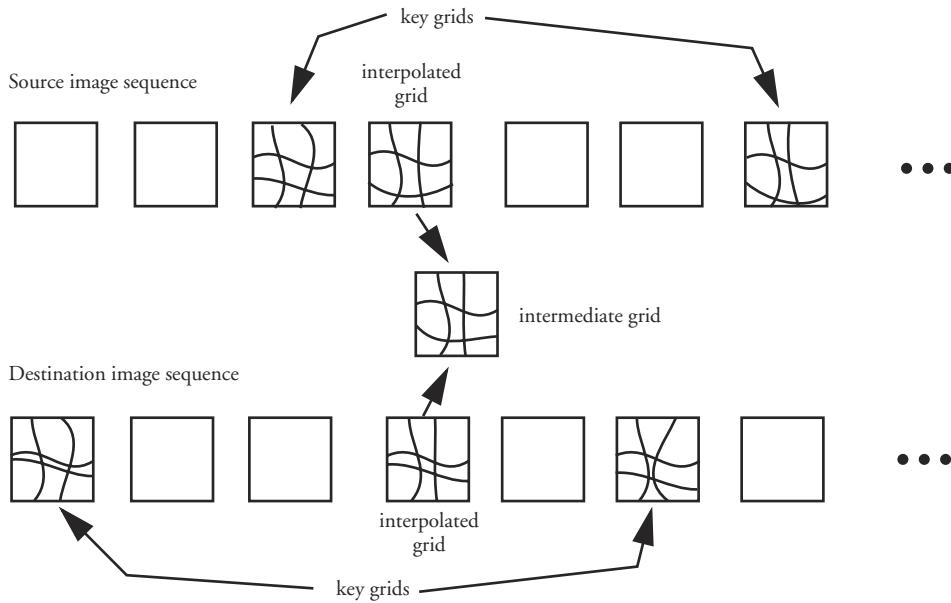 key grids
Source image sequence
interpolated
grid
intermediate grid
Destination image sequence
interpolated
grid
key grids